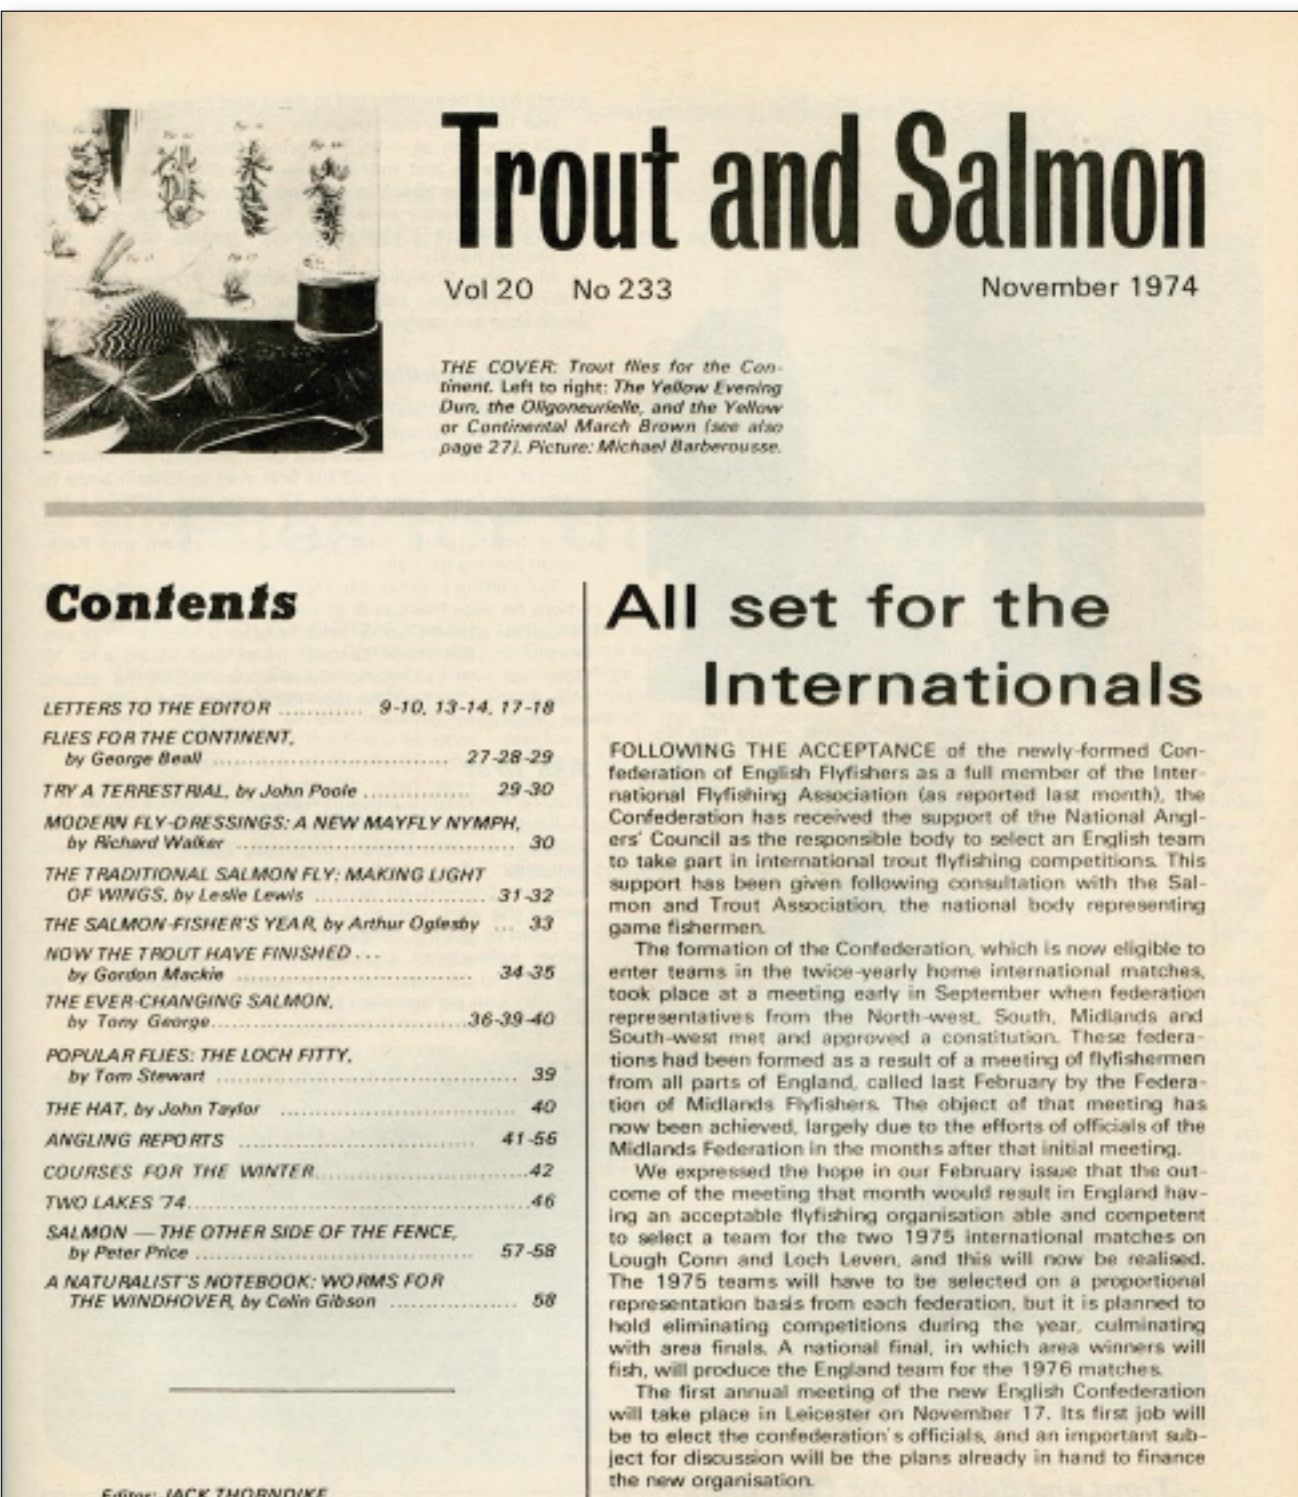 Trout and Salmon
Vol 20 No 233 November 1974
THE COVER: Trout flies for the Con-
tinent. Left to right: The Yellow Evening
Dun, the Oligoneurielle, and the Yellow
or Continental March Brown (see also
page 27). Picture: Michael Barberousse.
Contents
LETTERS TO THE EDITOR ............ 9-10, 13-14, 17-18
FLIES FOR THE CONTINENT,
by George Beall ................................. 27-28-29
TRY A TERRESTRIAL, by John Poole ............... 29-30
MODERN FLY-DRESSINGS: A NEW MAYFLY NYMPH,
by Richard Walker ....................................... 30
THE TRADITIONAL SALMON FLY: MAKING LIGHT
OF WINGS, by Leslie Lewis ........................ 31-32
THE SALMON-FISHER'S YEAR, by Arthur Oglesby ... 33
NOW THE TROUT HAVE FINISHED...
by Gordon Mackie ................................. 34-35
THE EVER-CHANGING SALMON,
by Tony George....................................36-39-40
POPULAR FLIES: THE LOCH FITTY,
by Tom Stewart .......................................... 39
THE HAT, by John Taylor ................................. 40
ANGLING REPORTS ................................. 41-56
COURSES FOR THE WINTER..............................42
TWO LAKES '74................................................46
SALMON — THE OTHER SIDE OF THE FENCE,
by Peter Price ....................................... 57-58
A NATURALIST'S NOTEBOOK: WORMS FOR
THE WINDHOVER, by Colin Gibson .................. 58
Editor: JACK THORNDIKE
All set for the
Internationals
FOLLOWING THE ACCEPTANCE of the newly-formed Con-
federation of English Flyfishers as a full member of the Inter-
national Flyfishing Association (as reported last month), the
Confederation has received the support of the National Angl-
ers' Council as the responsible body to select an English team
to take part in international trout flyfishing competitions. This
support has been given following consultation with the Sal-
mon and Trout Association, the national body representing
game fishermen.
The formation of the Confederation, which is now eligible to
enter teams in the twice-yearly home international matches,
took place at a meeting early in September when federation
representatives from the North-west, South, Midlands and
South-west met and approved a constitution. These federa-
tions had been formed as a result of a meeting of flyfishermen
from all parts of England, called last February by the Federa-
tion of Midlands Flyfishers. The object of that meeting has
now been achieved, largely due to the efforts of officials of the
Midlands Federation in the months after that initial meeting.
We expressed the hope in our February issue that the out-
come of the meeting that month would result in England hav-
ing an acceptable flyfishing organisation able and competent
to select a team for the two 1975 international matches on
Lough Conn and Loch Leven, and this will now be realised.
The 1975 teams will have to be selected on a proportional
representation basis from each federation, but it is planned to
hold eliminating competitions during the year, culminating
with area finals. A national final, in which area winners will
fish, will produce the England team for the 1976 matches.
The first annual meeting of the new English Confederation
will take place in Leicester on November 17. Its first job will
be to elect the confederation's officials, and an important sub-
ject for discussion will be the plans already in hand to finance
the new organisation.